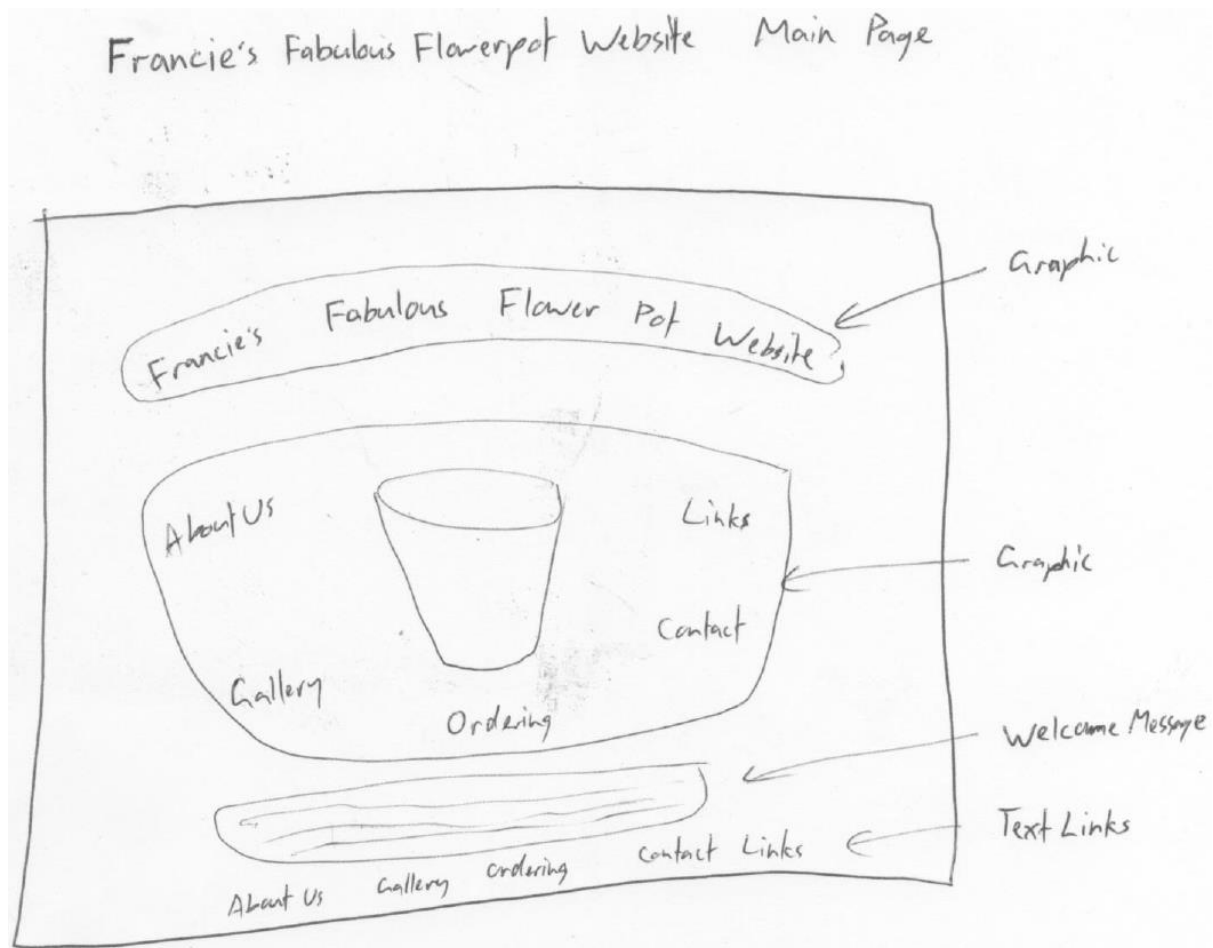 Francie's Fabulous Flowerpot Website Main Page
Graphic
Francie's Fabulous Flower Pot Website
About Us
Links
Graphic
Contact
Gallery
Ordering
Welcome Message
Text Links
About Us Gallery Ordering Contact Links